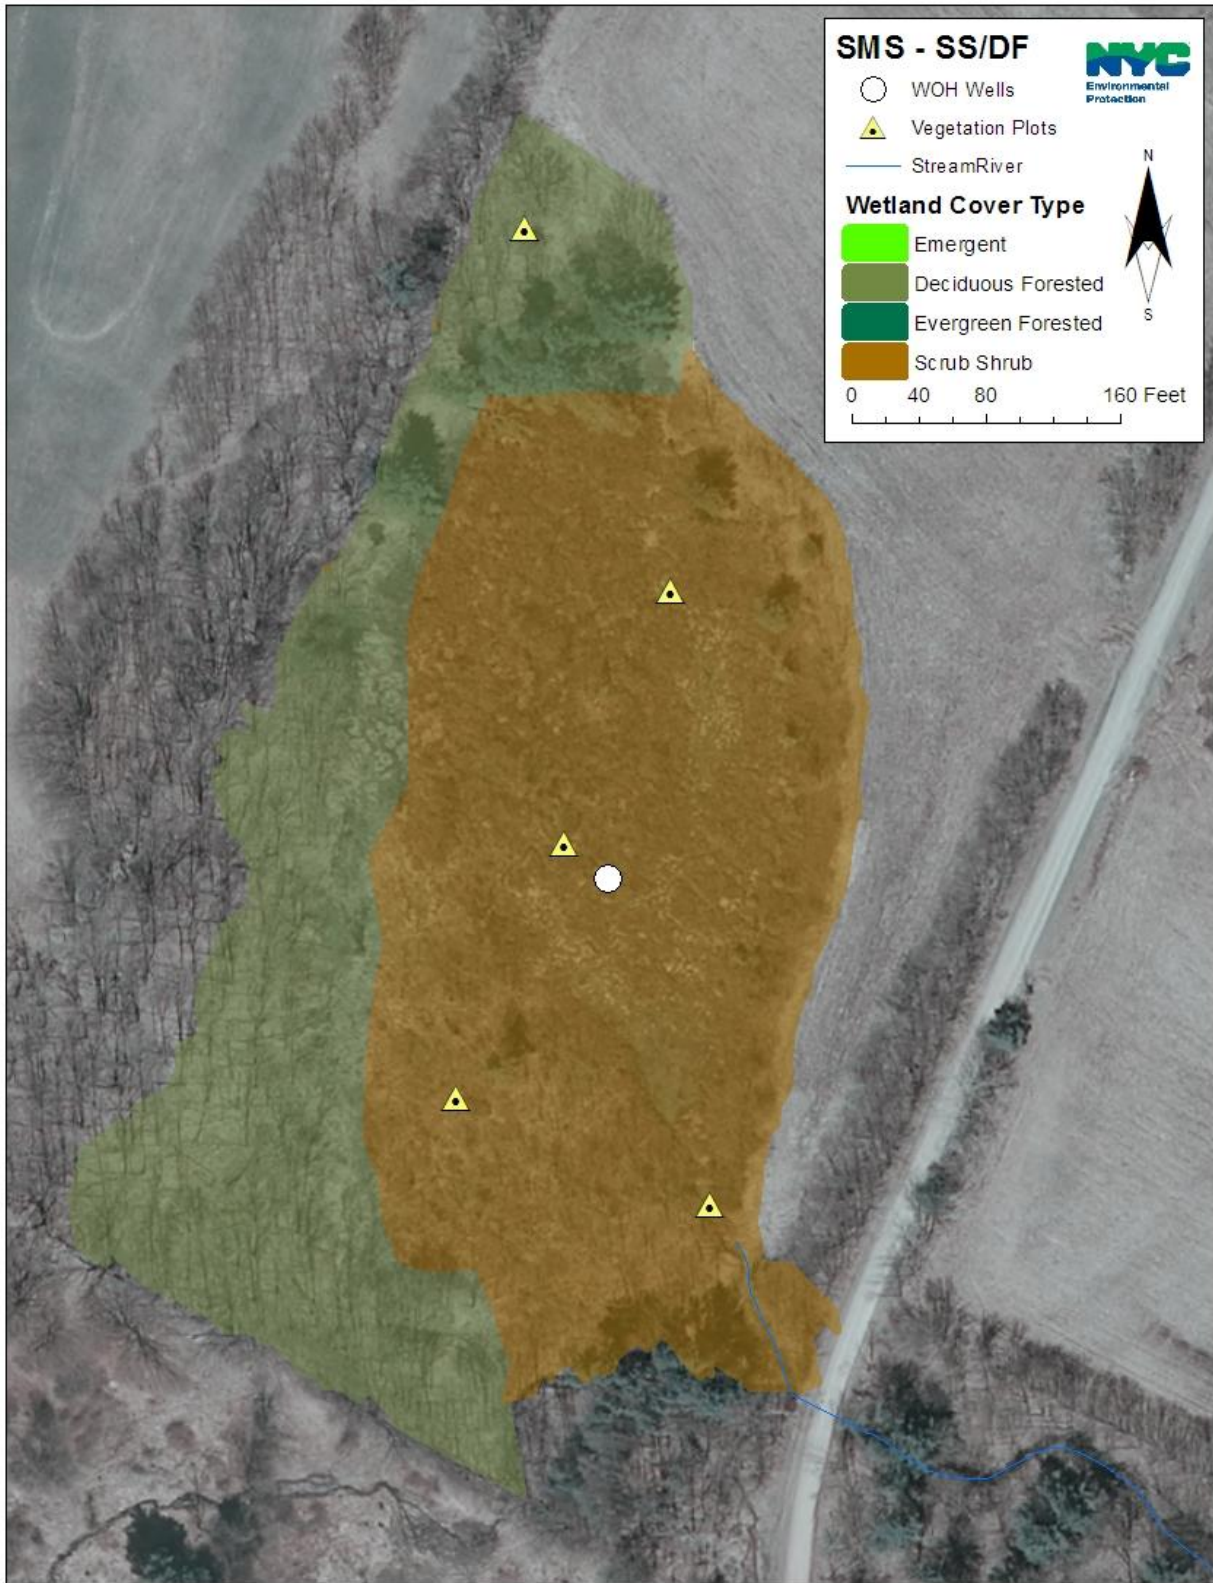 SMS - SS/DF
NYC
Environmental
Protection
WOH Wells
Vegetation Plots
StreamRiver
N
Wetland Cover Type
Emergent
Deciduous Forested
Evergreen Forested
S
Scrub Shrub
0 40 80 160 Feet